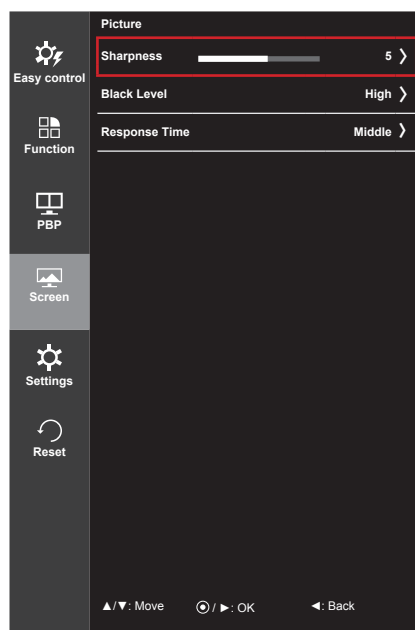 Picture
Easy control
Sharpness 5 ❯
Black Level High ❯
Function
Response Time Middle ❯
PBP
Screen
Settings
Reset
▲/▼: Move ⦿ / ►: OK ◄: Back